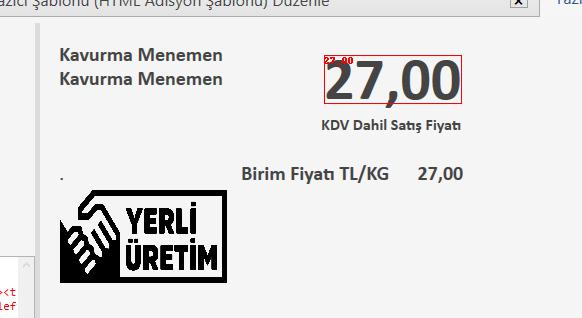 azıcı Şablonu (HTML Adisyon Şablonu) Düzenle
Kavurma Menemen
Kavurma Menemen
27,00
27,00
KDV Dahil Satış Fiyatı
. Birim Fiyatı TL/KG 27,00
YERLİ
ÜRETİM
><t
lef